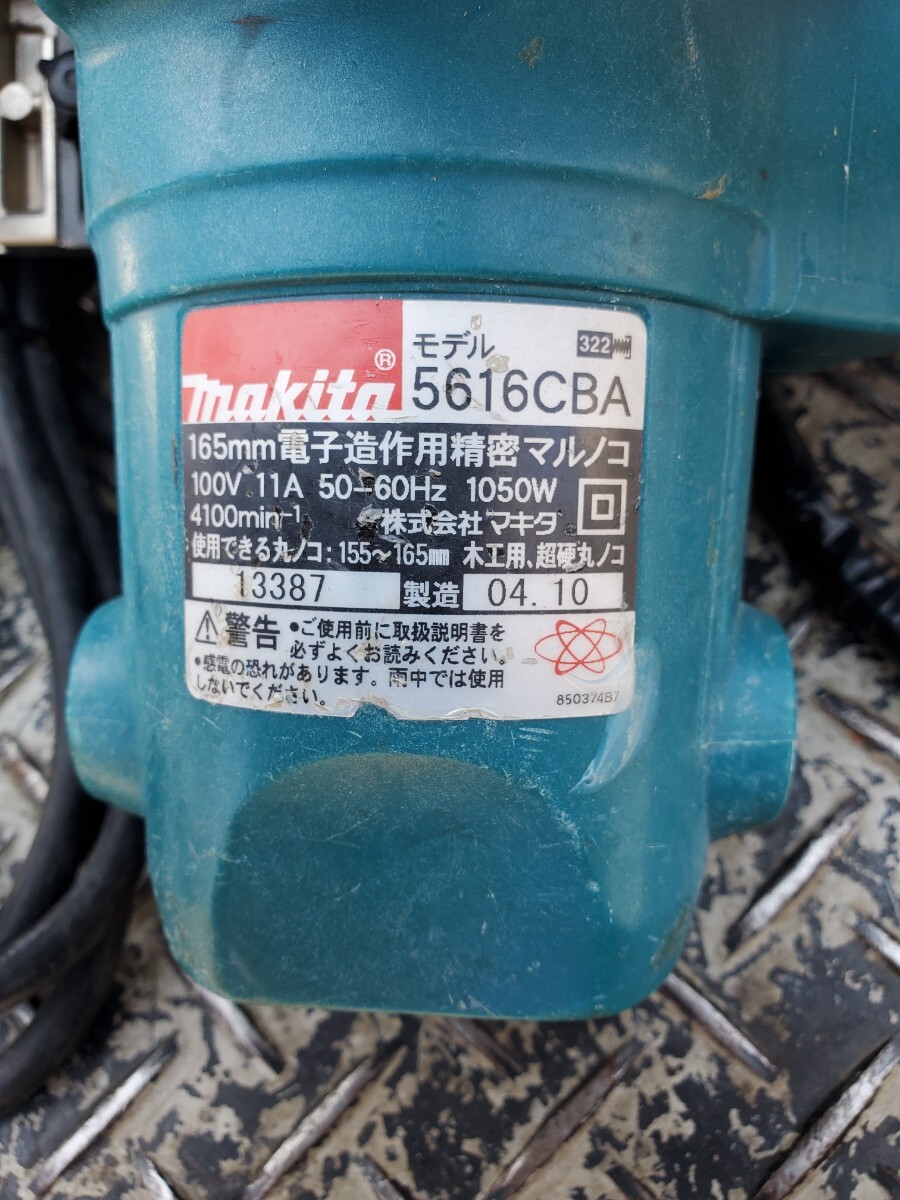 makita®
モデル
322
5616CBA
165mm電子造作用精密マルノコ
100V 11A 50-60Hz 1050W
4100min-1 株式会社マキタ
使用できる丸ノコ:155~165mm 木工用、超硬丸ノコ
13387 製造 04. 10
警告 •ご使用前に取扱説明書を
必ずよくお読みください。
•感電の恐れがあります。雨中では使用
しないでください。
850374B7